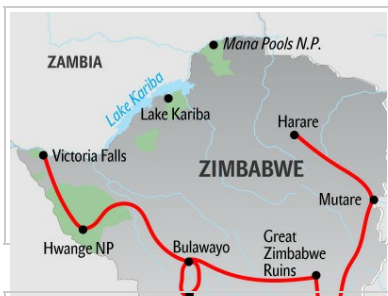 Mana Pools N.P.
ZAMBIA
Lake Kariba
Lake Kariba
Harare
Victoria Falls
ZIMBABWE
Mutare
Hwange NP
Bulawayo
Great
Zimbabwe
Ruins